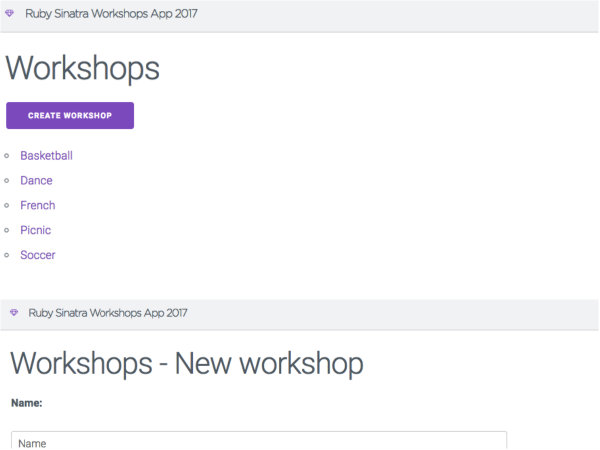 Ruby Sinatra Workshops App 2017
Workshops
CREATE WORKSHOP
Basketball
Dance
French
Picnic
Soccer
Ruby Sinatra Workshops App 2017
Workshops - New workshop
Name:
Name